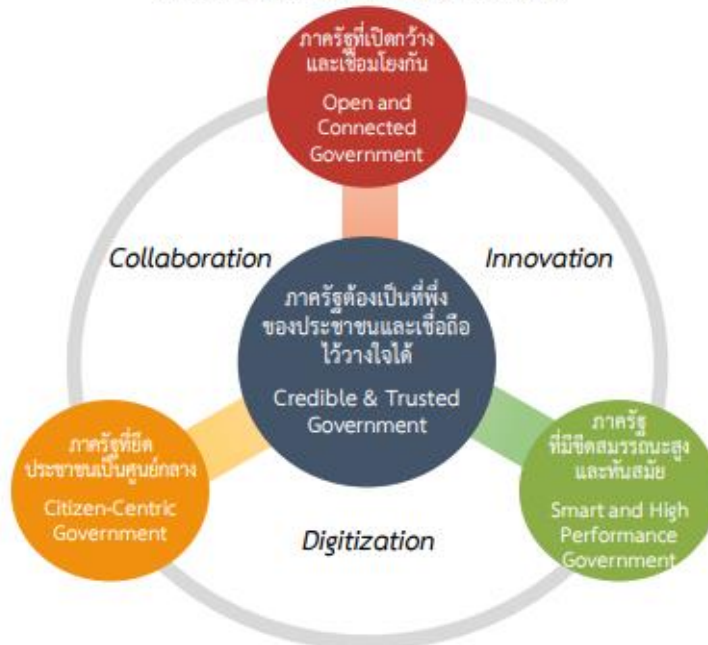 ภาครัฐที่เปิดกว้าง
และเชื่อมโยงกัน
Open and
Connected
Government
Collaboration
Innovation
ภาครัฐต้องเป็นที่พึ่ง
ของประชาชนและเชื่อถือ
ไว้วางใจได้
Credible & Trusted
Government
ภาครัฐที่ยึด
ประชาชนเป็นศูนย์กลาง
Citizen-Centric
Government
ภาครัฐ
ที่มีขีดสมรรถนะสูง
และทันสมัย
Smart and High
Performance
Government
Digitization